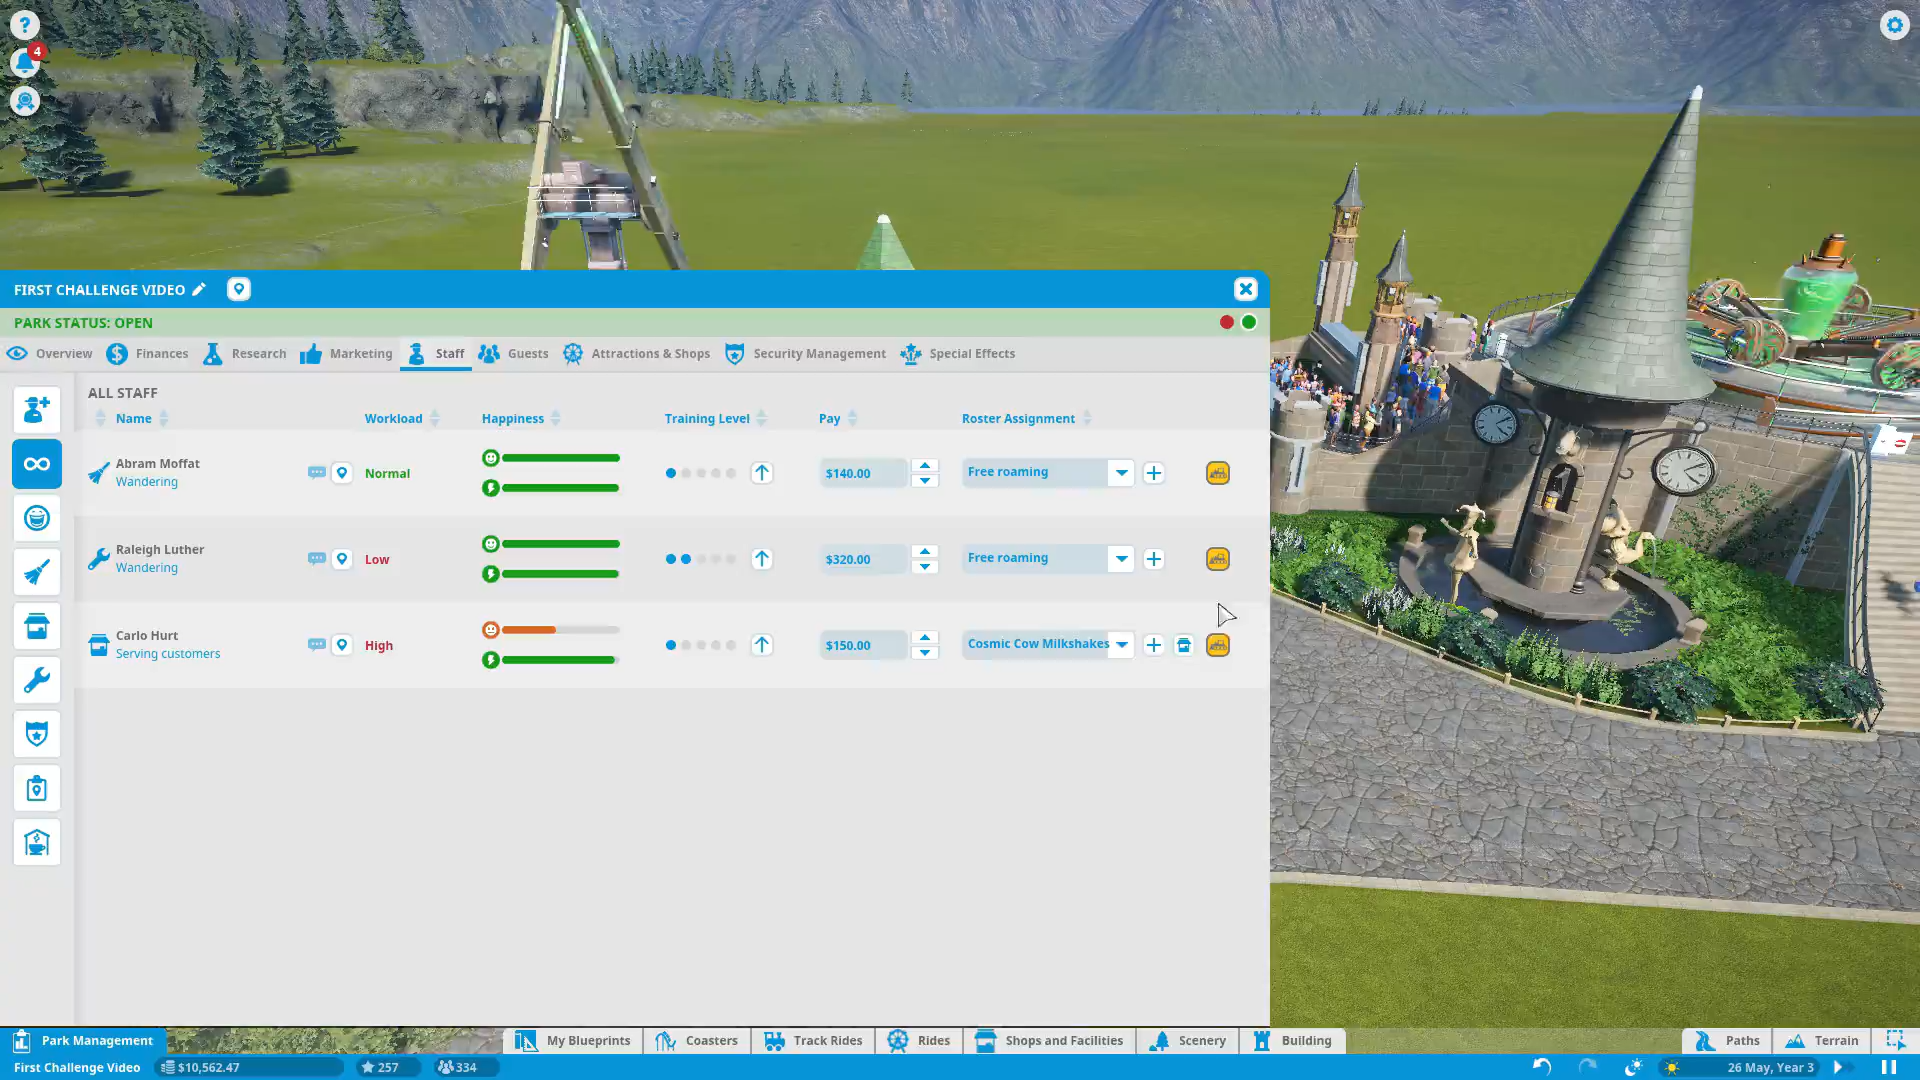 ?
4
FIRST CHALLENGE VIDEO
PARK STATUS: OPEN
Overview Finances Research Marketing Staff Guests Attractions & Shops Security Management Special Effects
ALL STAFF
Name Workload Happiness Training Level Pay Roster Assignment
Abram Moffat
Wandering
Normal
$140.00
Free roaming
Raleigh Luther
Wandering
Low
$320.00
Free roaming
Carlo Hurt
Serving customers
High
$150.00
Cosmic Cow Milkshakes
Park Management My Blueprints Coasters Track Rides Rides Shops and Facilities Scenery Building Paths Terrain
First Challenge Video $10,562.47 257 334 26 May, Year 3